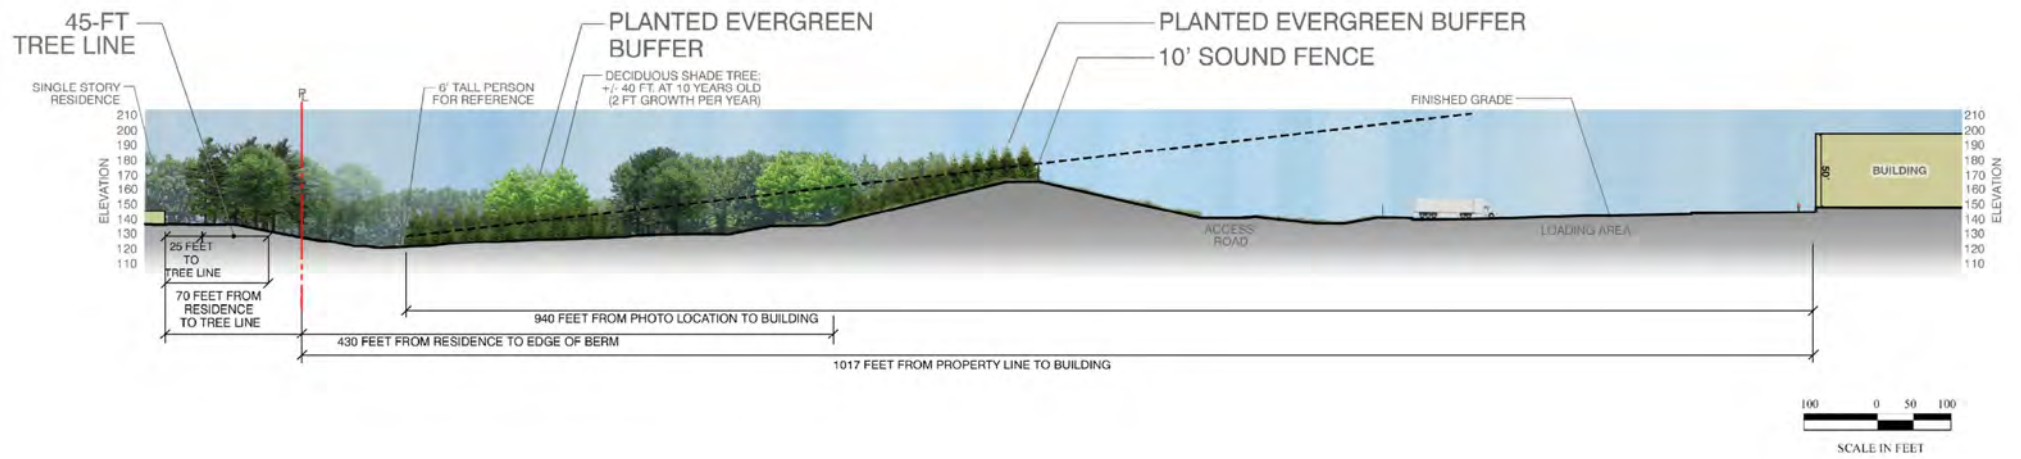 45-FT
TREE LINE
PLANTED EVERGREEN
BUFFER
PLANTED EVERGREEN BUFFER
10' SOUND FENCE
SINGLE STORY
RESIDENCE
PL
6' TALL PERSON
FOR REFERENCE
DECIDUOUS SHADE TREE:
+/- 40 FT. AT 10 YEARS OLD
(2 FT GROWTH PER YEAR)
FINISHED GRADE
210
200
190
180
170
160
150
140
130
120
110
ELEVATION
210
200
190
180
170
160
150
140
130
120
110
ELEVATION
50'
BUILDING
ACCESS
ROAD
LOADING AREA
25 FEET
TO
TREE LINE
70 FEET FROM
RESIDENCE
TO TREE LINE
940 FEET FROM PHOTO LOCATION TO BUILDING
430 FEET FROM RESIDENCE TO EDGE OF BERM
1017 FEET FROM PROPERTY LINE TO BUILDING
100 0 50 100
SCALE IN FEET